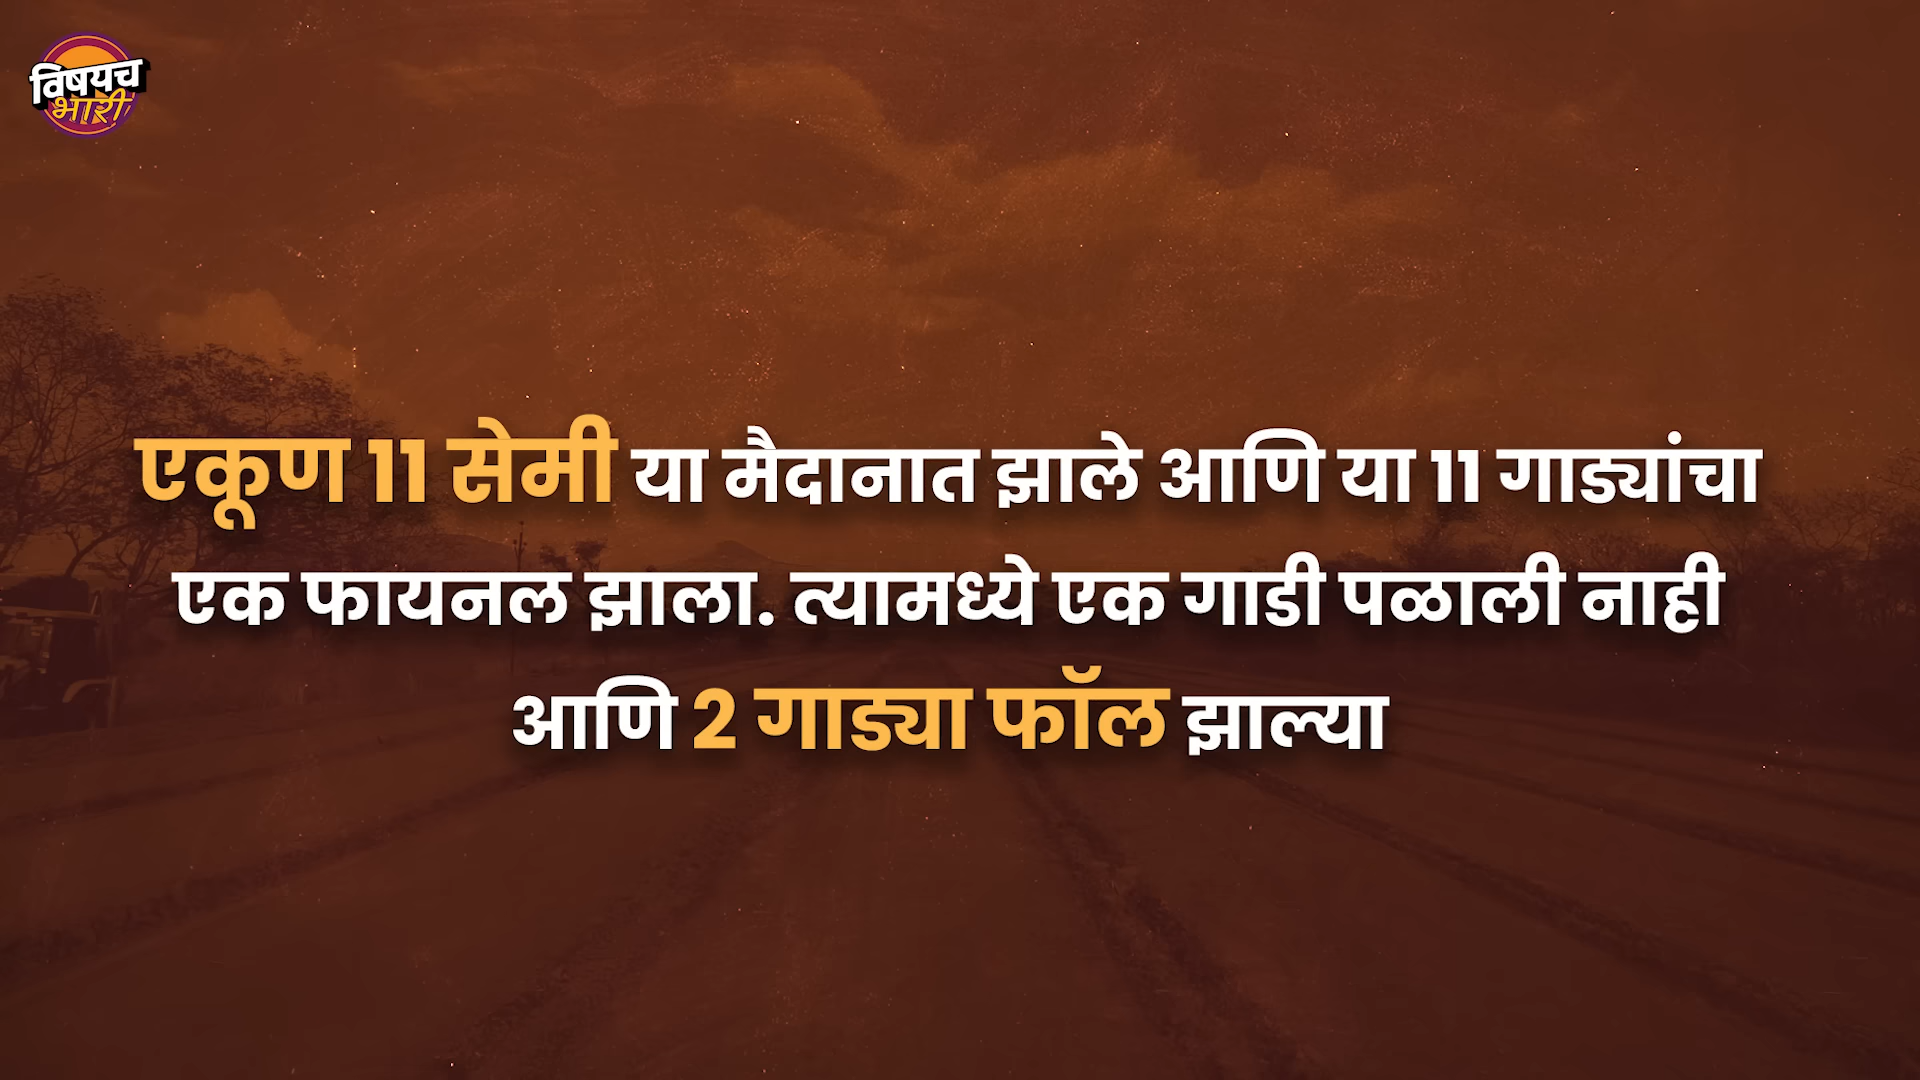 विषयच
भारी
एकूण 11 सेमी या मैदानात झाले आणि या 11 गाड्यांचा
एक फायनल झाला. त्यामध्ये एक गाडी पळाली नाही
आणि 2 गाड्या फॉल झाल्या